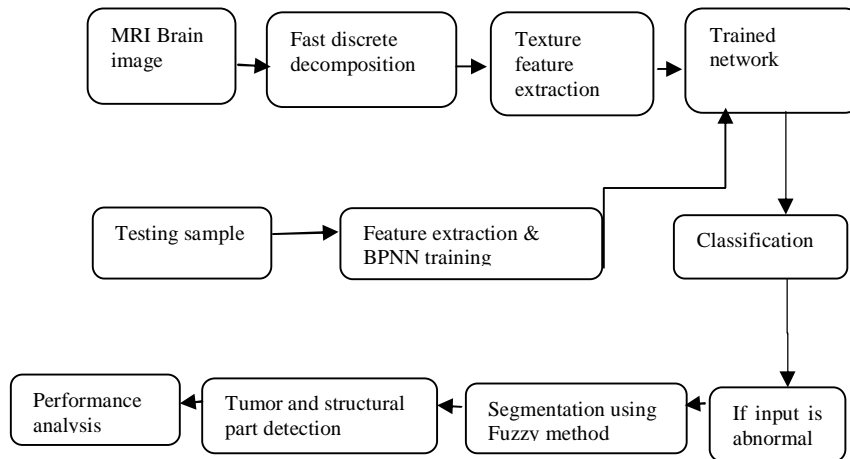 MRI Brain
image
Fast discrete
decomposition
Texture
feature
extraction
Trained
network
Testing sample
Feature extraction &
BPNN training
Classification
Performance
analysis
Tumor and structural
part detection
Segmentation using
Fuzzy method
If input is
abnormal